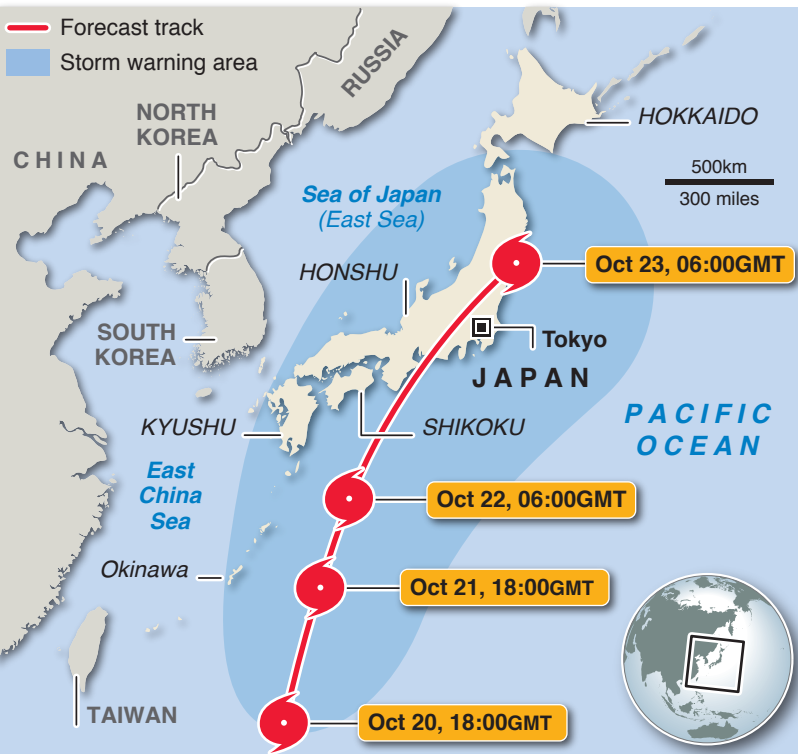 Forecast track
Storm warning area
RUSSIA
NORTH
KOREA
CHINA
HOKKAIDO
500km
300 miles
Sea of Japan
(East Sea)
Oct 23, 06:00GMT
HONSHU
SOUTH
KOREA
Tokyo
JAPAN
KYUSHU
SHIKOKU
PACIFIC
OCEAN
East
China
Sea
Oct 22, 06:00GMT
Okinawa
Oct 21, 18:00GMT
TAIWAN
Oct 20, 18:00GMT